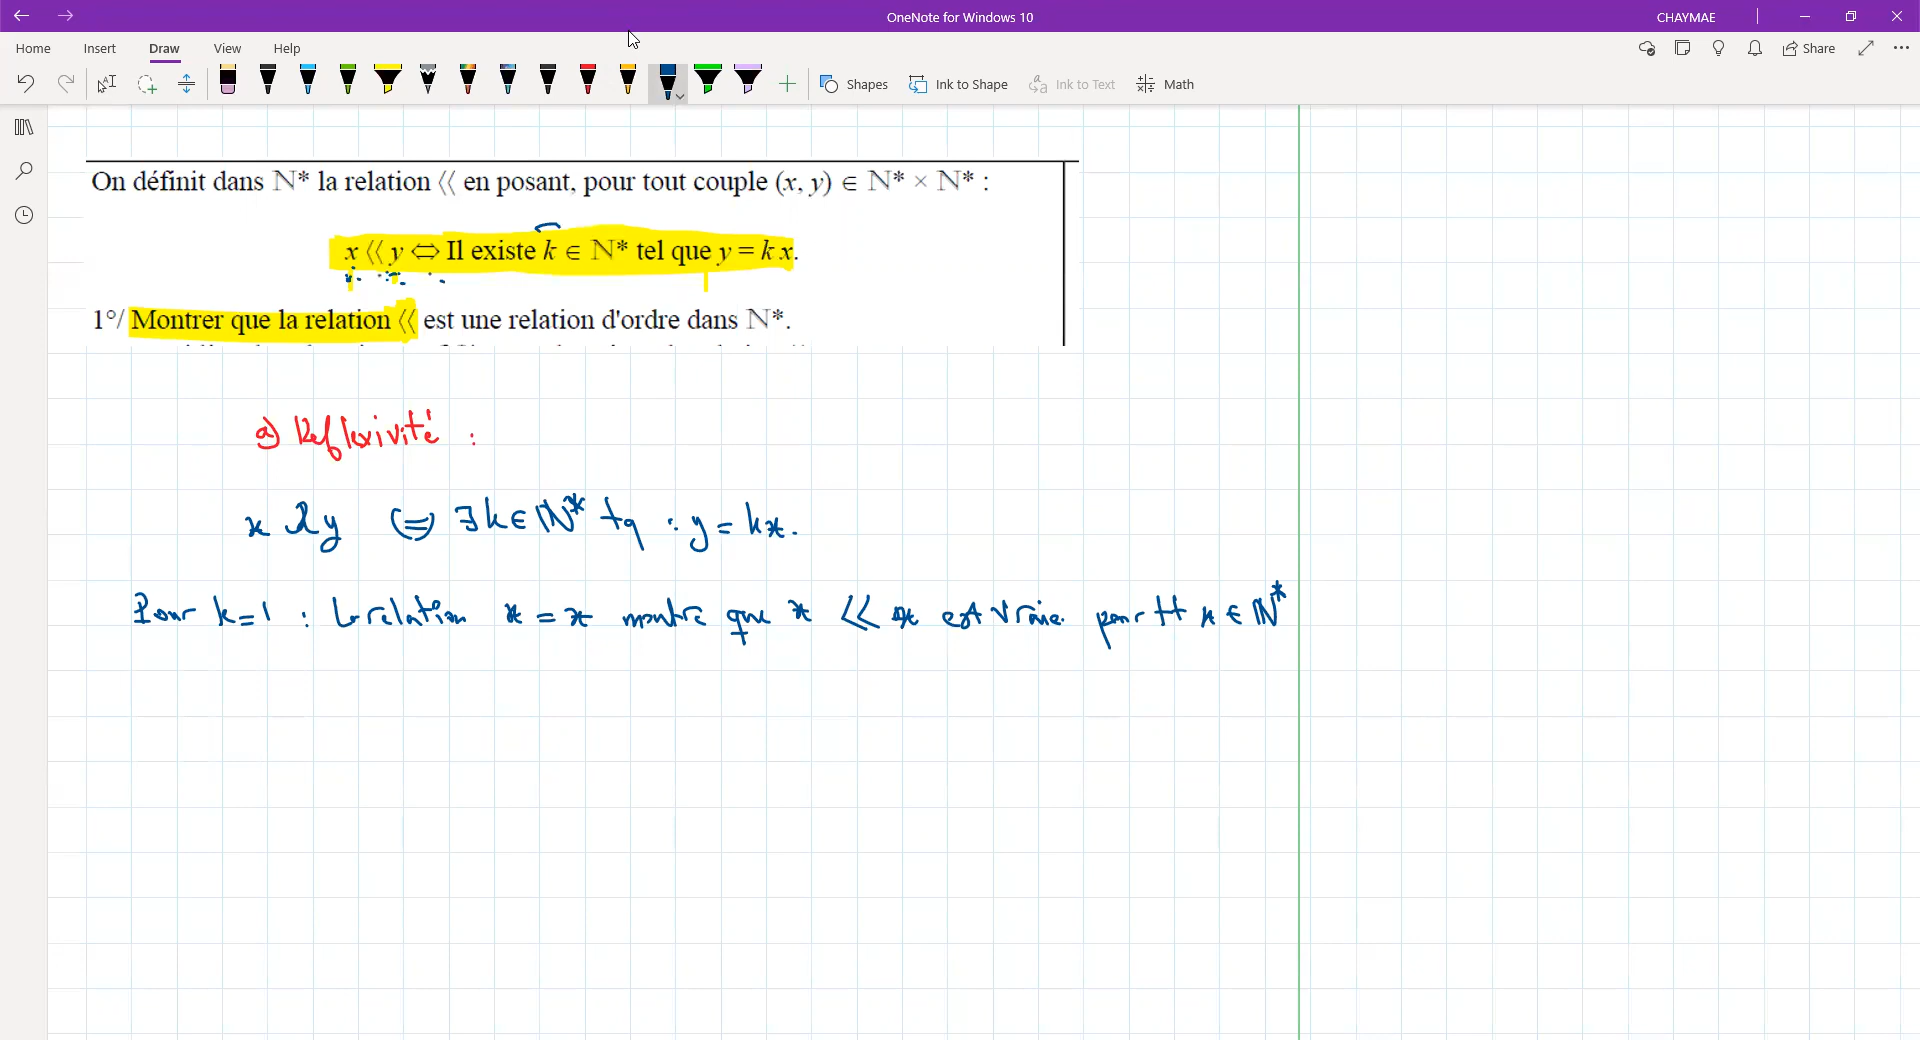 OneNote for Windows 10
CHAYMAE
Home Insert Draw View Help
Share
Shapes Ink to Shape Ink to Text Math
On définit dans ℕ* la relation ⟨⟨ en posant, pour tout couple (x, y) ∈ ℕ* × ℕ* :
x ⟨⟨ y ⇔ Il existe k ∈ ℕ* tel que y = k x.
1°/ Montrer que la relation ⟨⟨ est une relation d'ordre dans ℕ*.
a) Reflexivité :
x R y ⇔ ∃ k ∈ ℕ* tq : y = kx.
Pour k=1 : la relation x = x montre que x << x est vraie pour tt x ∈ ℕ*